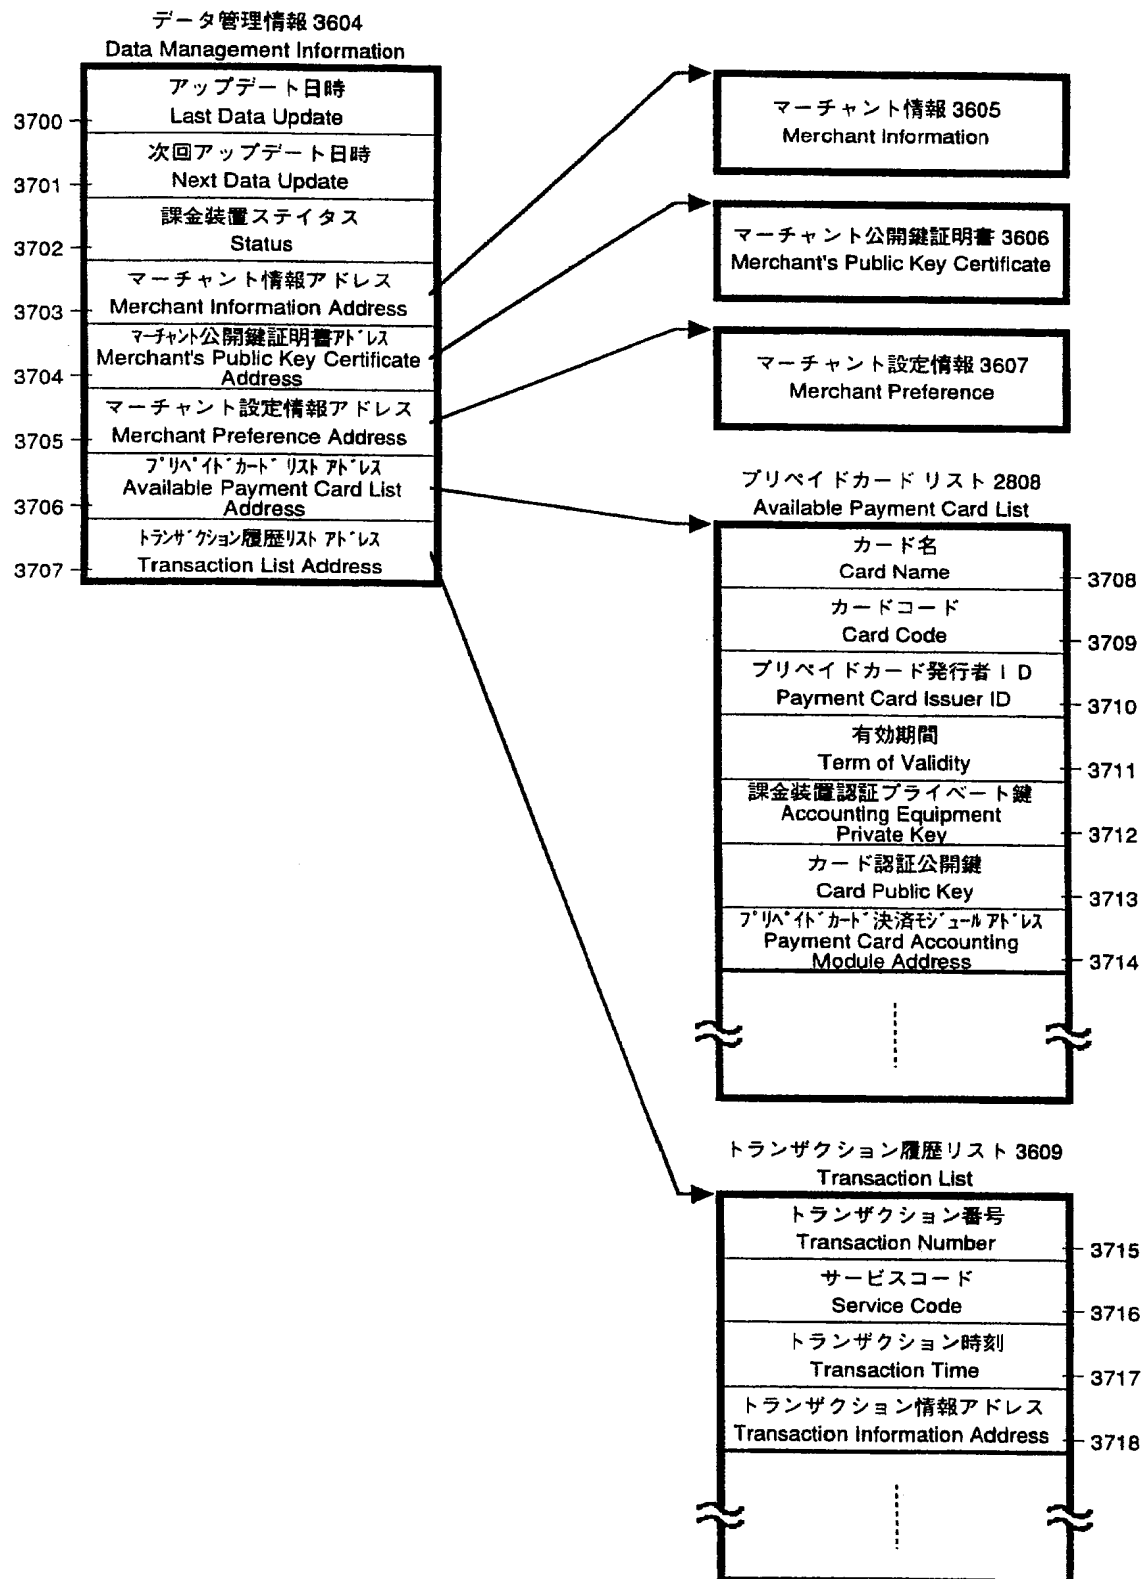 データ管理情報 3604
Data Management Information
アップデート日時
Last Data Update
3700
次回アップデート日時
Next Data Update
3701
課金装置ステイタス
Status
3702
マーチャント情報アドレス
Merchant Information Address
3703
マーチャント公開鍵証明書アドレス
Merchant's Public Key Certificate
Address
3704
マーチャント設定情報アドレス
Merchant Preference Address
3705
プリペイドカード リスト アドレス
Available Payment Card List
Address
3706
トランザクション履歴リスト アドレス
Transaction List Address
3707
マーチャント情報 3605
Merchant Information
マーチャント公開鍵証明書 3606
Merchant's Public Key Certificate
マーチャント設定情報 3607
Merchant Preference
プリペイドカード リスト 2808
Available Payment Card List
カード名
Card Name
3708
カードコード
Card Code
3709
プリペイドカード発行者ＩＤ
Payment Card Issuer ID
3710
有効期間
Term of Validity
3711
課金装置認証プライベート鍵
Accounting Equipment
Private Key
3712
カード認証公開鍵
Card Public Key
3713
プリペイドカード決済モジュールアドレス
Payment Card Accounting
Module Address
3714
トランザクション履歴リスト 3609
Transaction List
トランザクション番号
Transaction Number
3715
サービスコード
Service Code
3716
トランザクション時刻
Transaction Time
3717
トランザクション情報アドレス
Transaction Information Address
3718